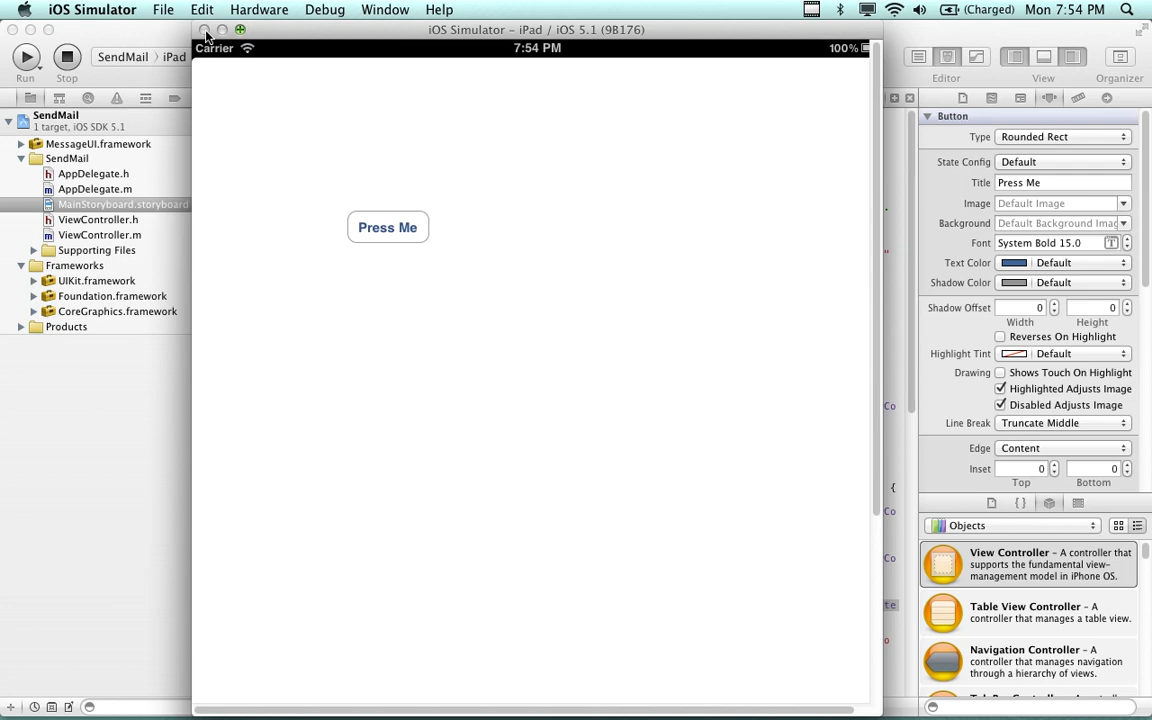 iOS Simulator File Edit Hardware Debug Window Help (Charged) Mon 7:54 PM
iOS Simulator – iPad / iOS 5.1 (9B176)
Carrier 7:54 PM 100%
SendMail iPad
Run Stop
Editor View Organizer
SendMail
1 target, iOS SDK 5.1
MessageUI.framework
SendMail
AppDelegate.h
AppDelegate.m
MainStoryboard.storyboard
ViewController.h
ViewController.m
Supporting Files
Frameworks
UIKit.framework
Foundation.framework
CoreGraphics.framework
Products
Press Me
"
Co
{
Co
Co
te
o
Button
Type Rounded Rect
State Config Default
Title Press Me
Image Default Image
Background Default Background Imag
Font System Bold 15.0
Text Color Default
Shadow Color Default
Shadow Offset 0 0
Width Height
Reverses On Highlight
Highlight Tint Default
Drawing Shows Touch On Highlight
Highlighted Adjusts Image
Disabled Adjusts Image
Line Break Truncate Middle
Edge Content
Inset 0 0
Top Bottom
{}
Objects
View Controller – A controller that
supports the fundamental view-
management model in iPhone OS.
Table View Controller – A
controller that manages a table view.
Navigation Controller – A
controller that manages navigation
through a hierarchy of views.